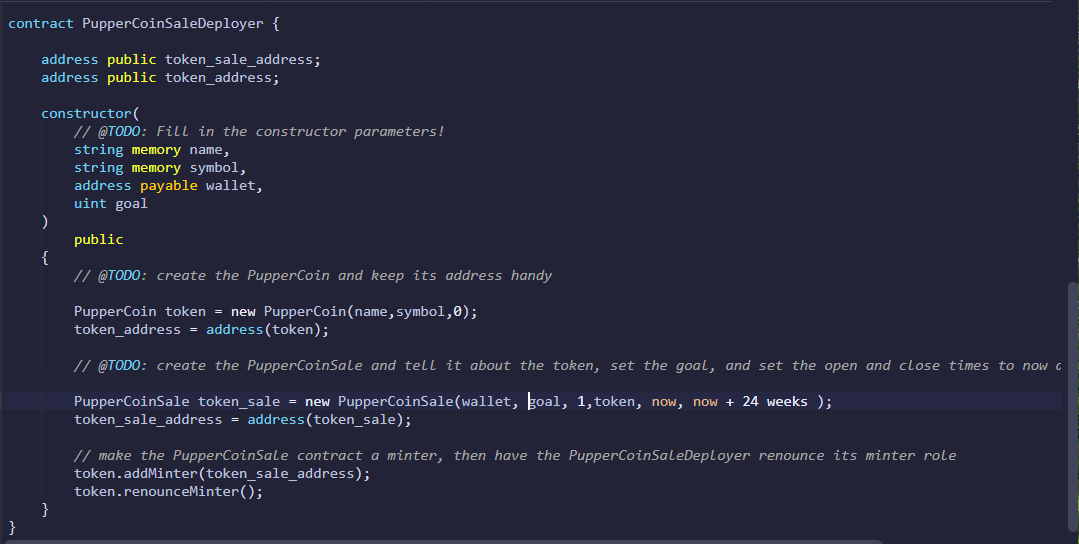 contract PupperCoinSaleDeployer {
address public token_sale_address;
address public token_address;
constructor(
// @TODO: Fill in the constructor parameters!
string memory name,
string memory symbol,
address payable wallet,
uint goal
)
public
{
// @TODO: create the PupperCoin and keep its address handy
PupperCoin token = new PupperCoin(name,symbol,0);
token_address = address(token);
// @TODO: create the PupperCoinSale and tell it about the token, set the goal, and set the open and close times to now
PupperCoinSale token_sale = new PupperCoinSale(wallet, goal, 1,token, now, now + 24 weeks );
token_sale_address = address(token_sale);
// make the PupperCoinSale contract a minter, then have the PupperCoinSaleDeployer renounce its minter role
token.addMinter(token_sale_address);
token.renounceMinter();
}
}